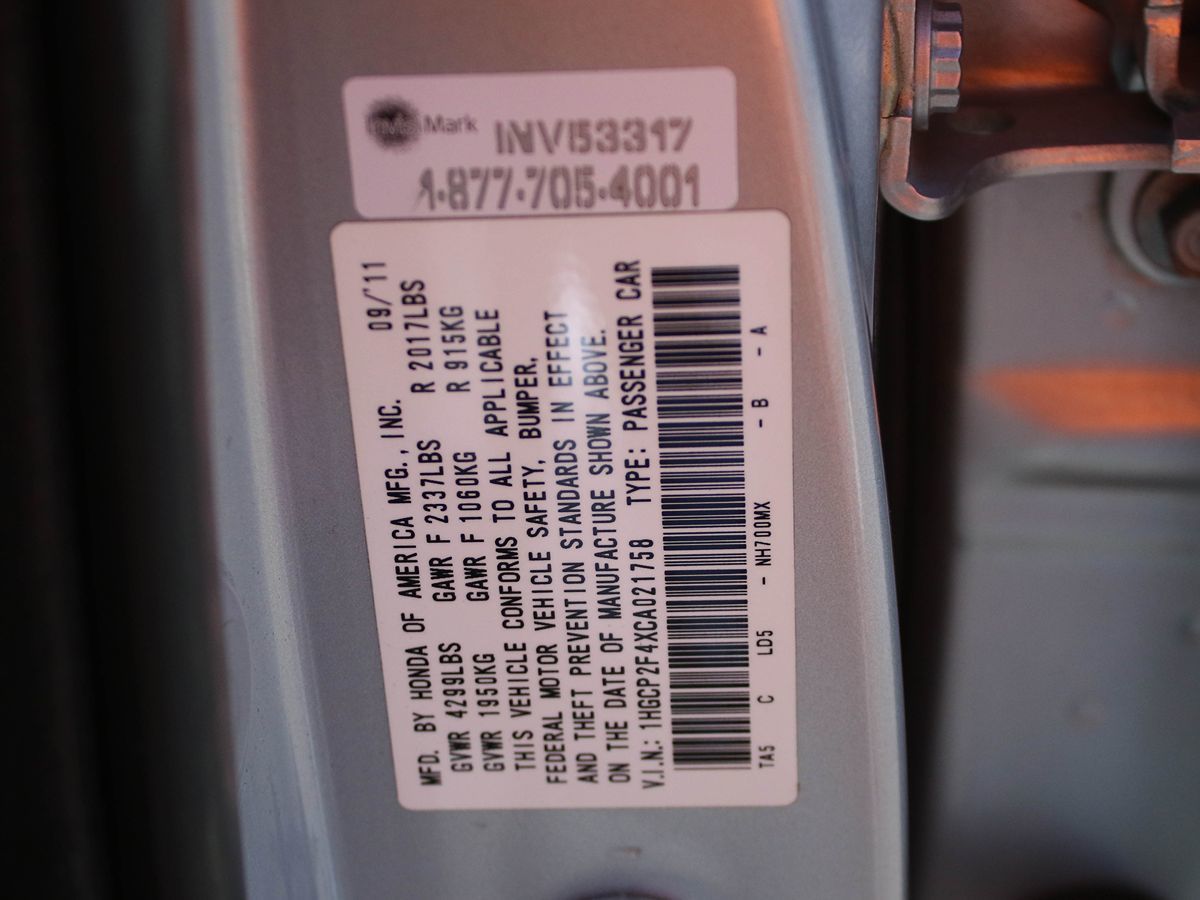 Mark
INV53347
1-877-705-4001
MFD. BY HONDA OF AMERICA MFG., INC. 09/'11
GVWR 4299LBS GAWR F 2337LBS R 2017LBS
GVWR 1950KG GAWR F 1060KG R 915KG
THIS VEHICLE CONFORMS TO ALL APPLICABLE
FEDERAL MOTOR VEHICLE SAFETY, BUMPER,
AND THEFT PREVENTION STANDARDS IN EFFECT
ON THE DATE OF MANUFACTURE SHOWN ABOVE.
V.I.N.: 1HGCP2F4XCA021758 TYPE: PASSENGER CAR
TA5 C LD5 - NH700MX - B - A